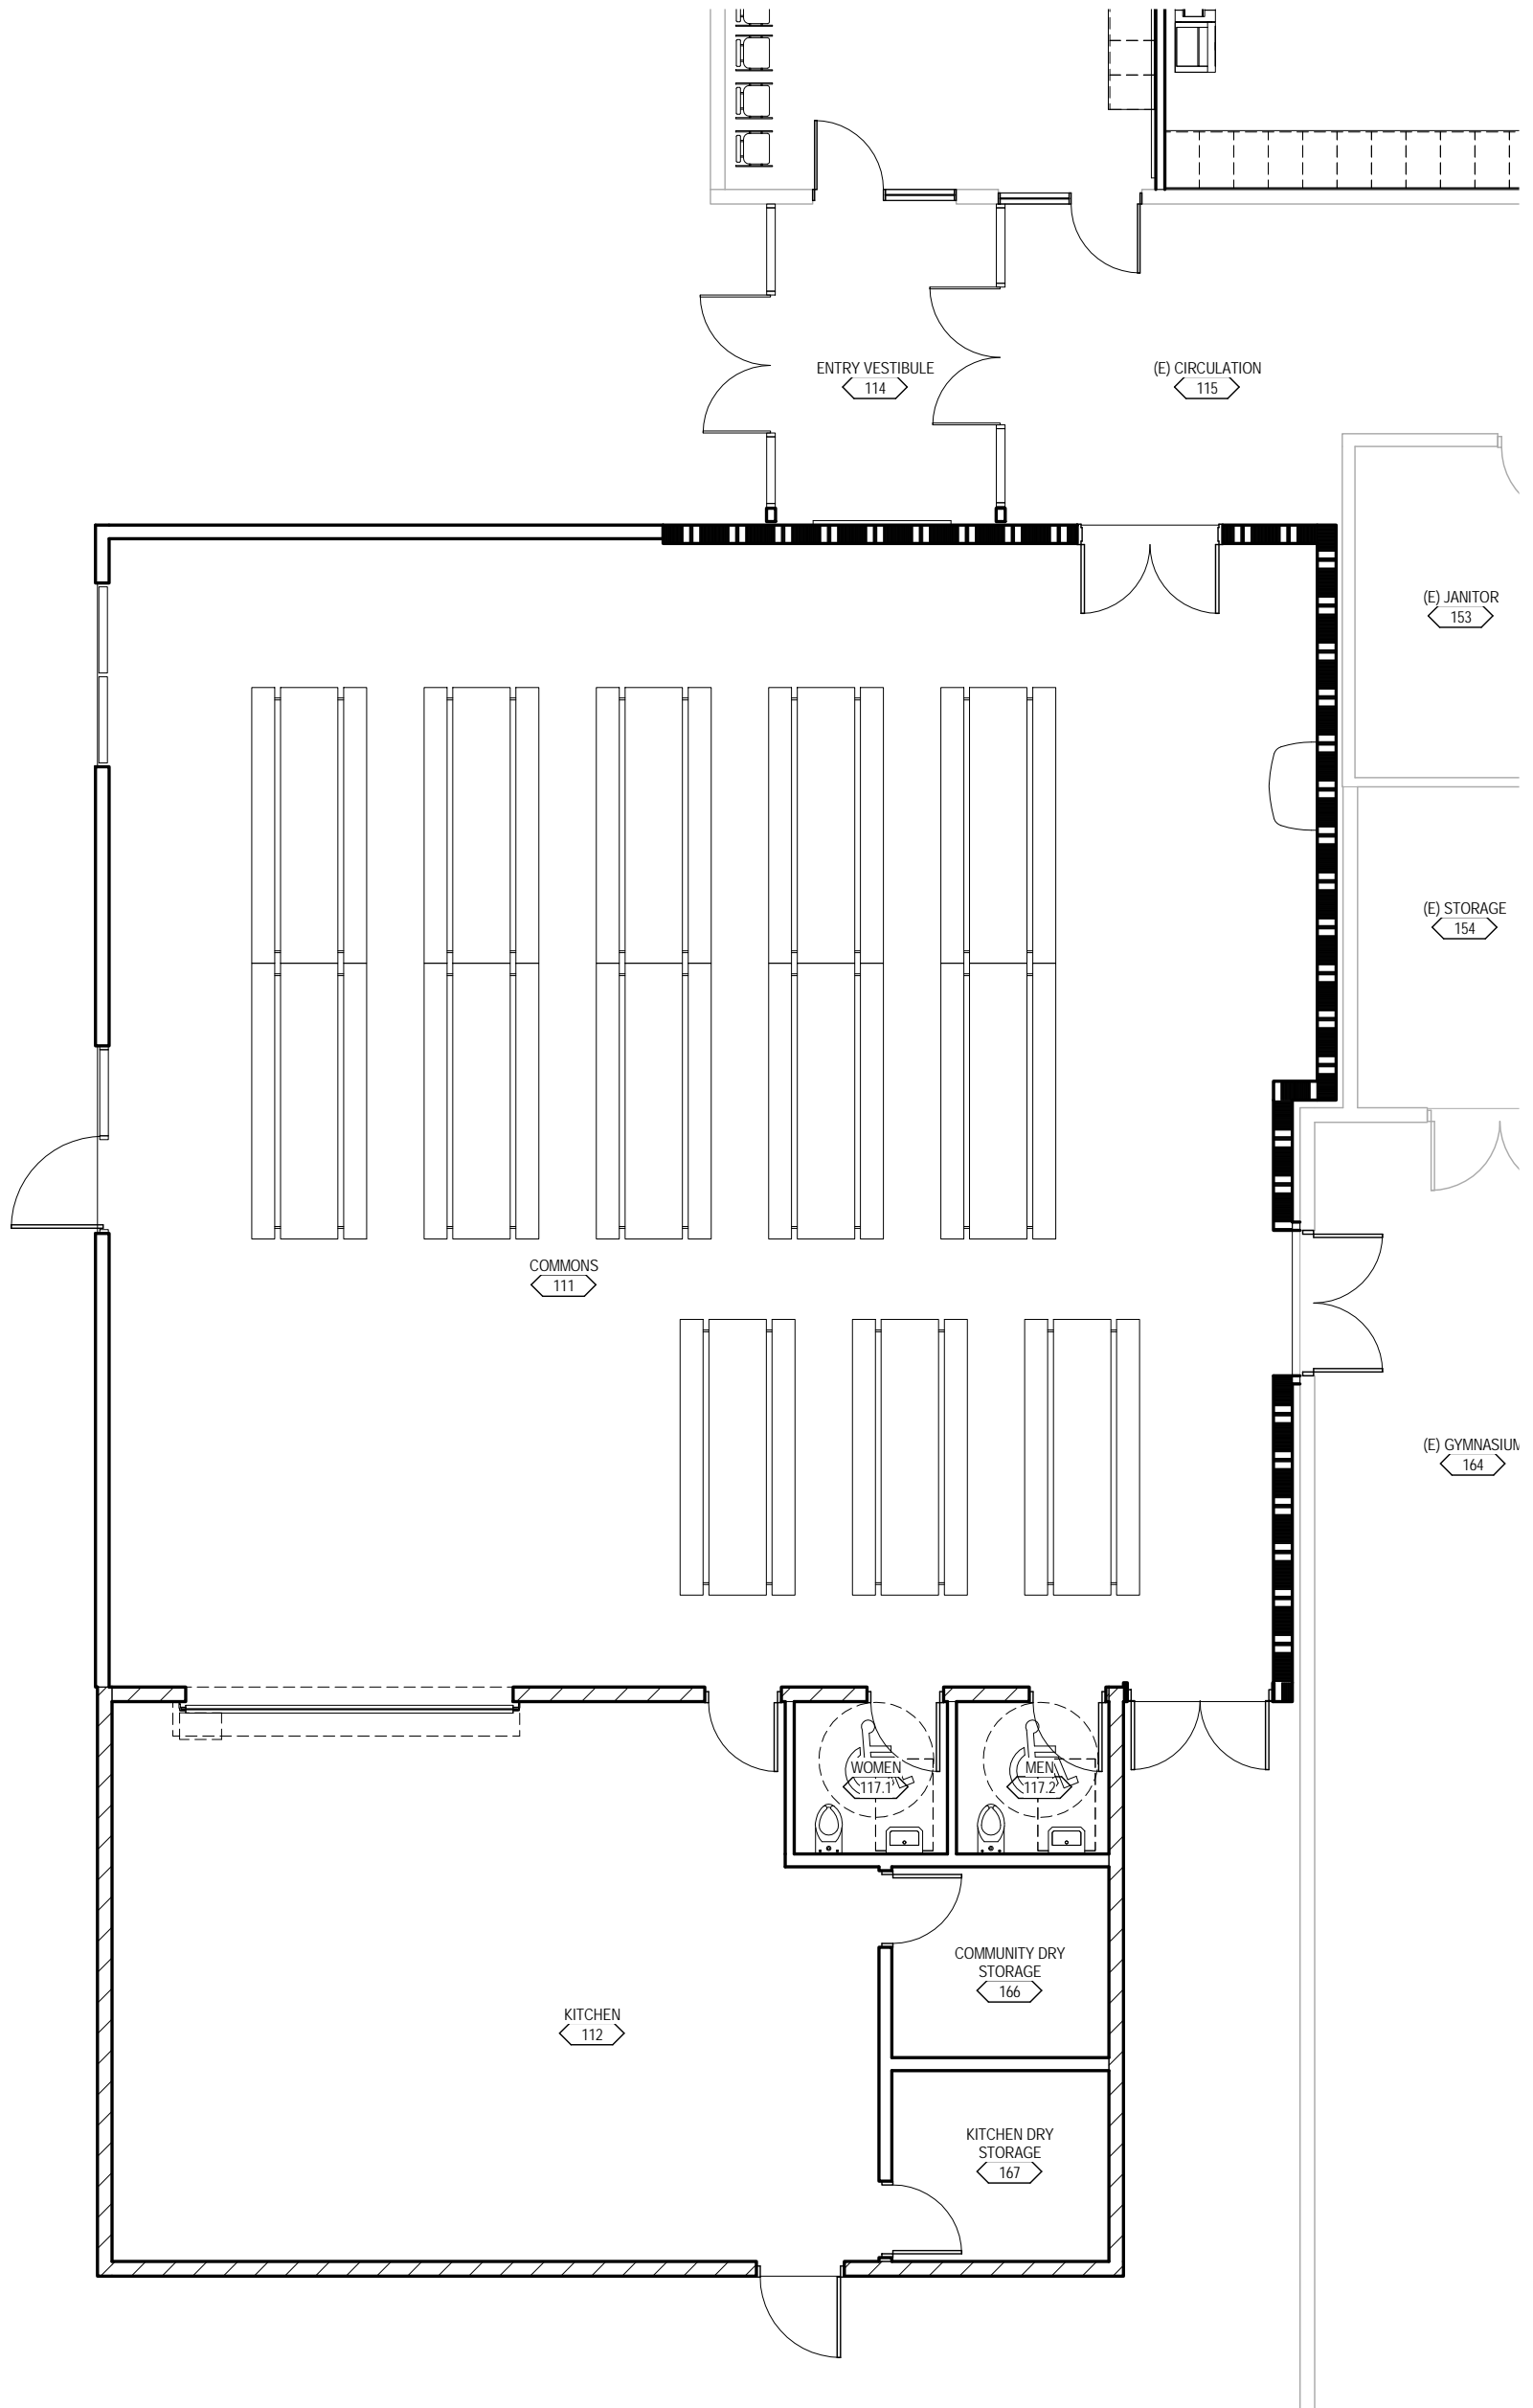 ENTRY VESTIBULE
114
(E) CIRCULATION
115
(E) JANITOR
153
(E) STORAGE
154
COMMONS
111
(E) GYMNASIUM
164
WOMEN
117.1
MEN
117.2
COMMUNITY DRY
STORAGE
166
KITCHEN
112
KITCHEN DRY
STORAGE
167